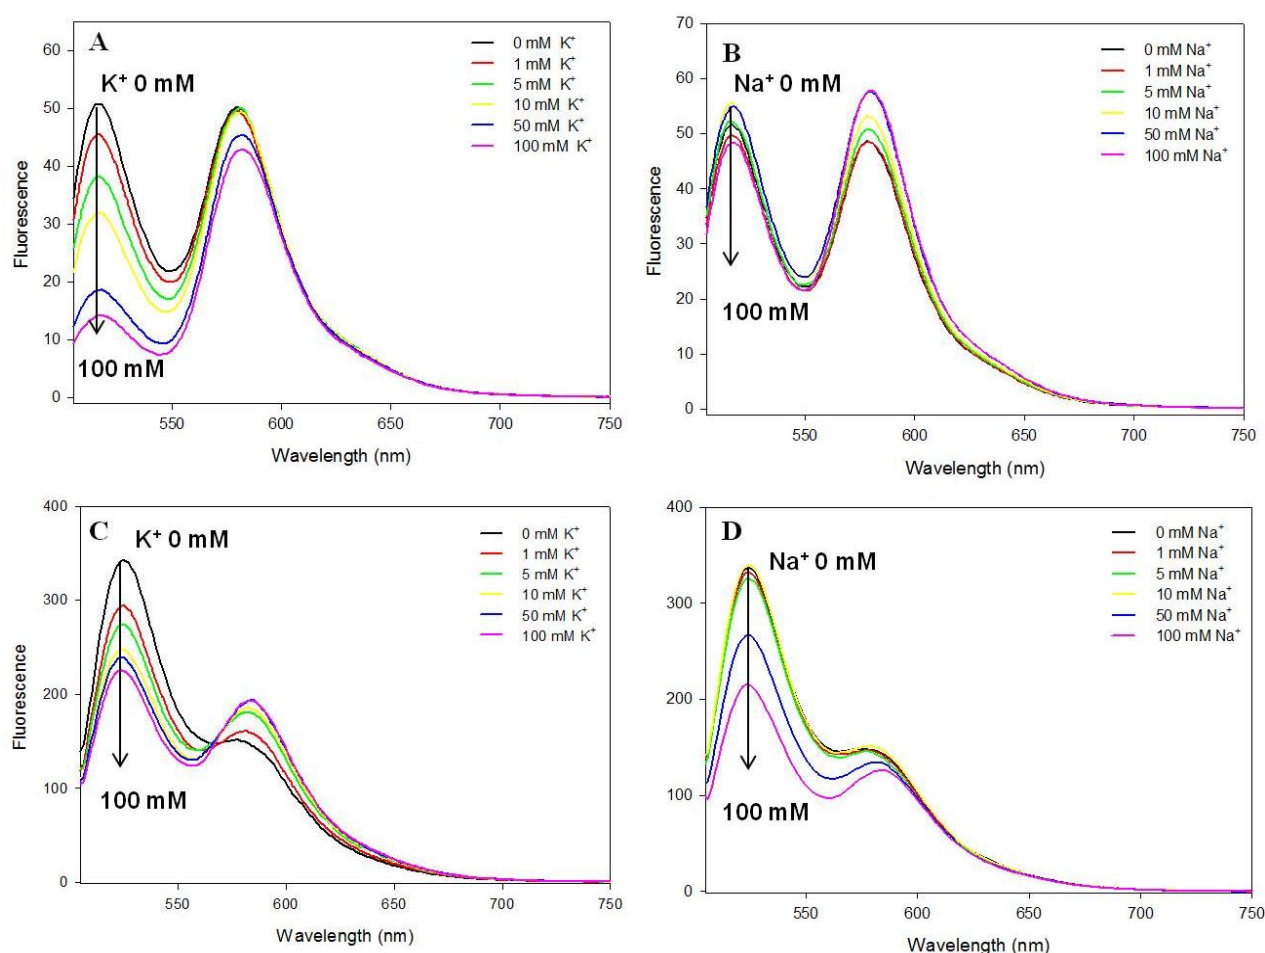 A
K⁺ 0 mM
100 mM
0 mM K⁺
1 mM K⁺
5 mM K⁺
10 mM K⁺
50 mM K⁺
100 mM K⁺
60
50
40
30
20
10
0
Fluorescence
550 600 650 700 750
Wavelength (nm)
B
Na⁺ 0 mM
100 mM
0 mM Na⁺
1 mM Na⁺
5 mM Na⁺
10 mM Na⁺
50 mM Na⁺
100 mM Na⁺
70
60
50
40
30
20
10
0
Fluorescence
550 600 650 700 750
Wavelength (nm)
C
K⁺ 0 mM
100 mM
0 mM K⁺
1 mM K⁺
5 mM K⁺
10 mM K⁺
50 mM K⁺
100 mM K⁺
400
300
200
100
0
Fluorescence
550 600 650 700 750
Wavelength (nm)
D
Na⁺ 0 mM
100 mM
0 mM Na⁺
1 mM Na⁺
5 mM Na⁺
10 mM Na⁺
50 mM Na⁺
100 mM Na⁺
400
300
200
100
0
Fluorescence
550 600 650 700 750
Wavelength (nm)